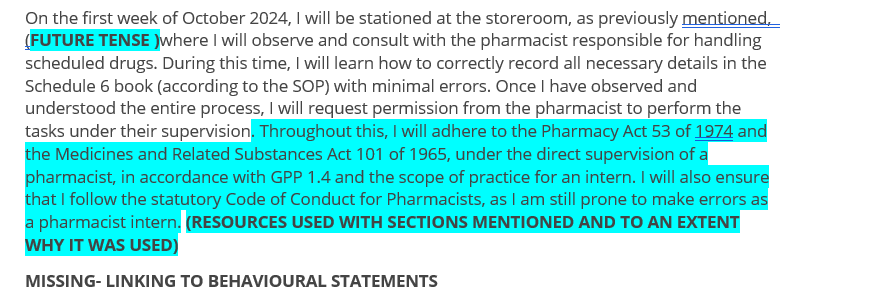 On the first week of October 2024, I will be stationed at the storeroom, as previously mentioned,
(FUTURE TENSE )where I will observe and consult with the pharmacist responsible for handling
scheduled drugs. During this time, I will learn how to correctly record all necessary details in the
Schedule 6 book (according to the SOP) with minimal errors. Once I have observed and
understood the entire process, I will request permission from the pharmacist to perform the
tasks under their supervision. Throughout this, I will adhere to the Pharmacy Act 53 of 1974 and
the Medicines and Related Substances Act 101 of 1965, under the direct supervision of a
pharmacist, in accordance with GPP 1.4 and the scope of practice for an intern. I will also ensure
that I follow the statutory Code of Conduct for Pharmacists, as I am still prone to make errors as
a pharmacist intern. (RESOURCES USED WITH SECTIONS MENTIONED AND TO AN EXTENT
WHY IT WAS USED)
MISSING- LINKING TO BEHAVIOURAL STATEMENTS